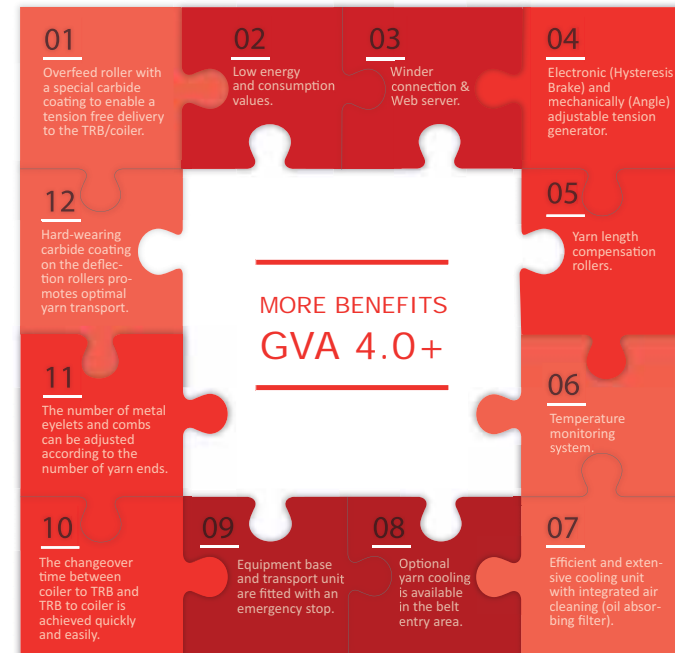 01
Overfeed roller with
a special carbide
coating to enable a
tension free delivery
to the TRB/coiler.
02
Low energy
and consumption
values.
03
Winder
connection &
Web server.
04
Electronic (Hysteresis
Brake) and
mechanically (Angle)
adjustable tension
generator.
12
Hard-wearing
carbide coating
on the deflec-
tion rollers pro-
motes optimal
yarn transport.
MORE BENEFITS
GVA 4.0+
05
Yarn length
compensation
rollers.
11
The number of metal
eyelets and combs
can be adjusted
according to the
number of yarn ends.
06
Temperature
monitoring
system.
10
The changeover
time between
coiler to TRB and
TRB to coiler is
achieved quickly
and easily.
09
Equipment base
and transport unit
are fitted with an
emergency stop.
08
Optional
yarn cooling
is available
in the belt
entry area.
07
Efficient and exten-
sive cooling unit
with integrated air
cleaning (oil absor-
bing filter).